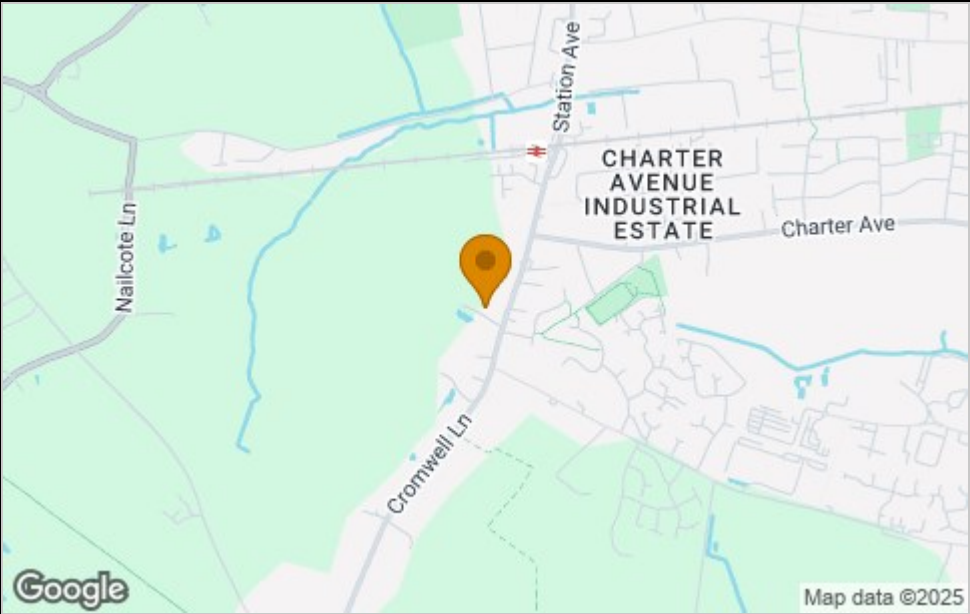 Station Ave
CHARTER
AVENUE
INDUSTRIAL
ESTATE
Charter Ave
Nailcote Ln
Cromwell Ln
Google
Map data ©2025